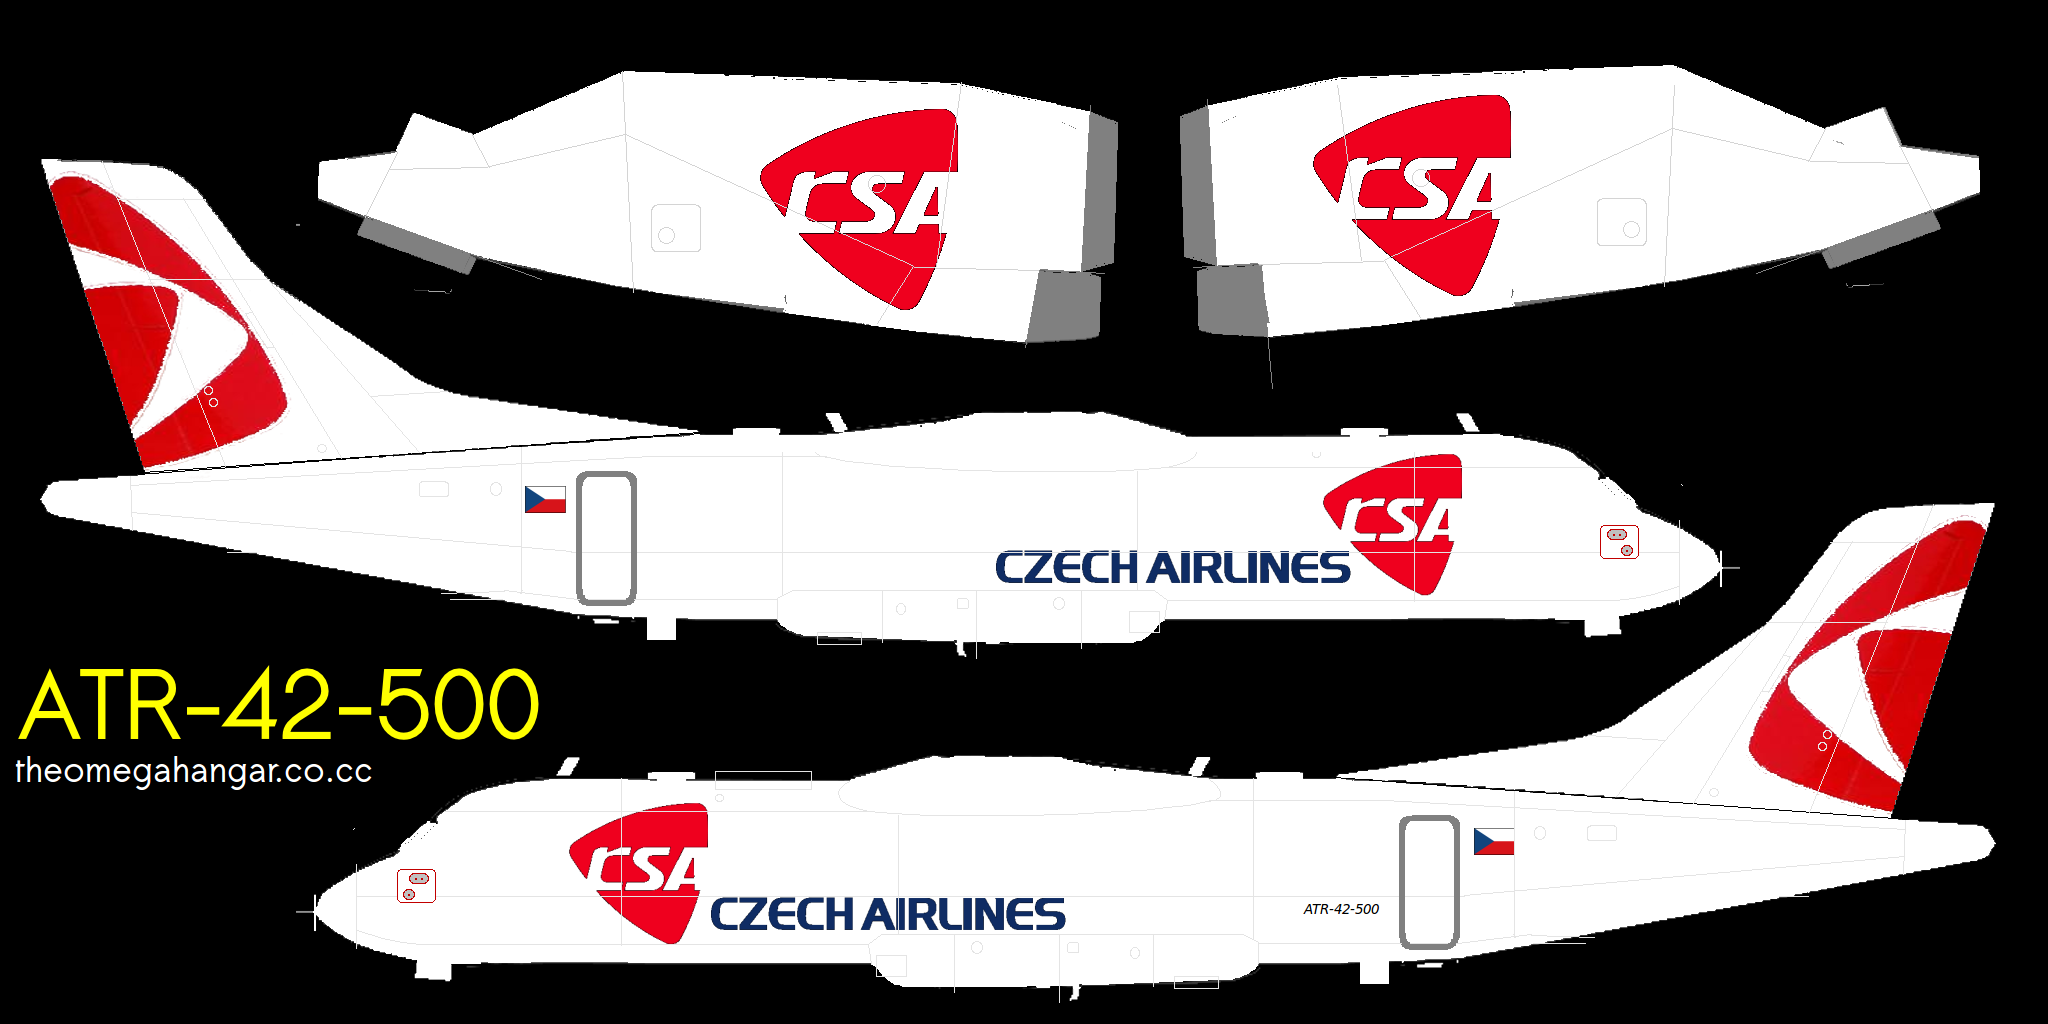 CSA
CSA
CSA
CZECH AIRLINES
ATR-42-500
theomegahangar.co.cc
CSA
CZECH AIRLINES
ATR-42-500